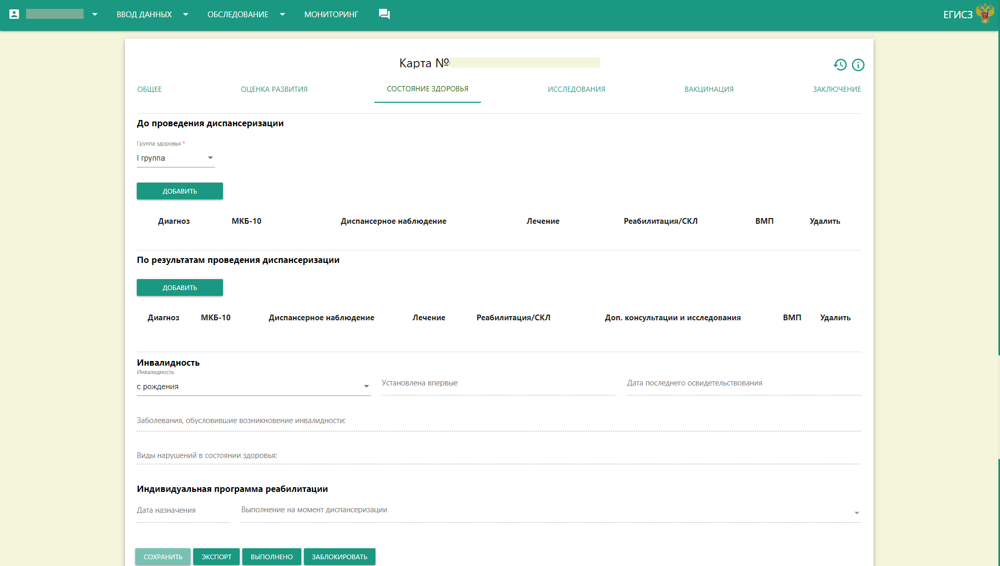 ВВОД ДАННЫХ ОБСЛЕДОВАНИЕ МОНИТОРИНГ ЕГИСЗ
Карта №
ОБЩЕЕ ОЦЕНКА РАЗВИТИЯ СОСТОЯНИЕ ЗДОРОВЬЯ ИССЛЕДОВАНИЯ ВАКЦИНАЦИЯ ЗАКЛЮЧЕНИЕ
До проведения диспансеризации
Группа здоровья *
I группа
ДОБАВИТЬ
Диагноз МКБ-10 Диспансерное наблюдение Лечение Реабилитация/СКЛ ВМП Удалить
По результатам проведения диспансеризации
ДОБАВИТЬ
Диагноз МКБ-10 Диспансерное наблюдение Лечение Реабилитация/СКЛ Доп. консультации и исследования ВМП Удалить
Инвалидность
Инвалидность
с рождения Установлена впервые Дата последнего освидетельствования
Заболевания, обусловившие возникновение инвалидности:
Виды нарушений в состоянии здоровья:
Индивидуальная программа реабилитации
Дата назначения Выполнение на момент диспансеризации
СОХРАНИТЬ ЭКСПОРТ ВЫПОЛНЕНО ЗАБЛОКИРОВАТЬ